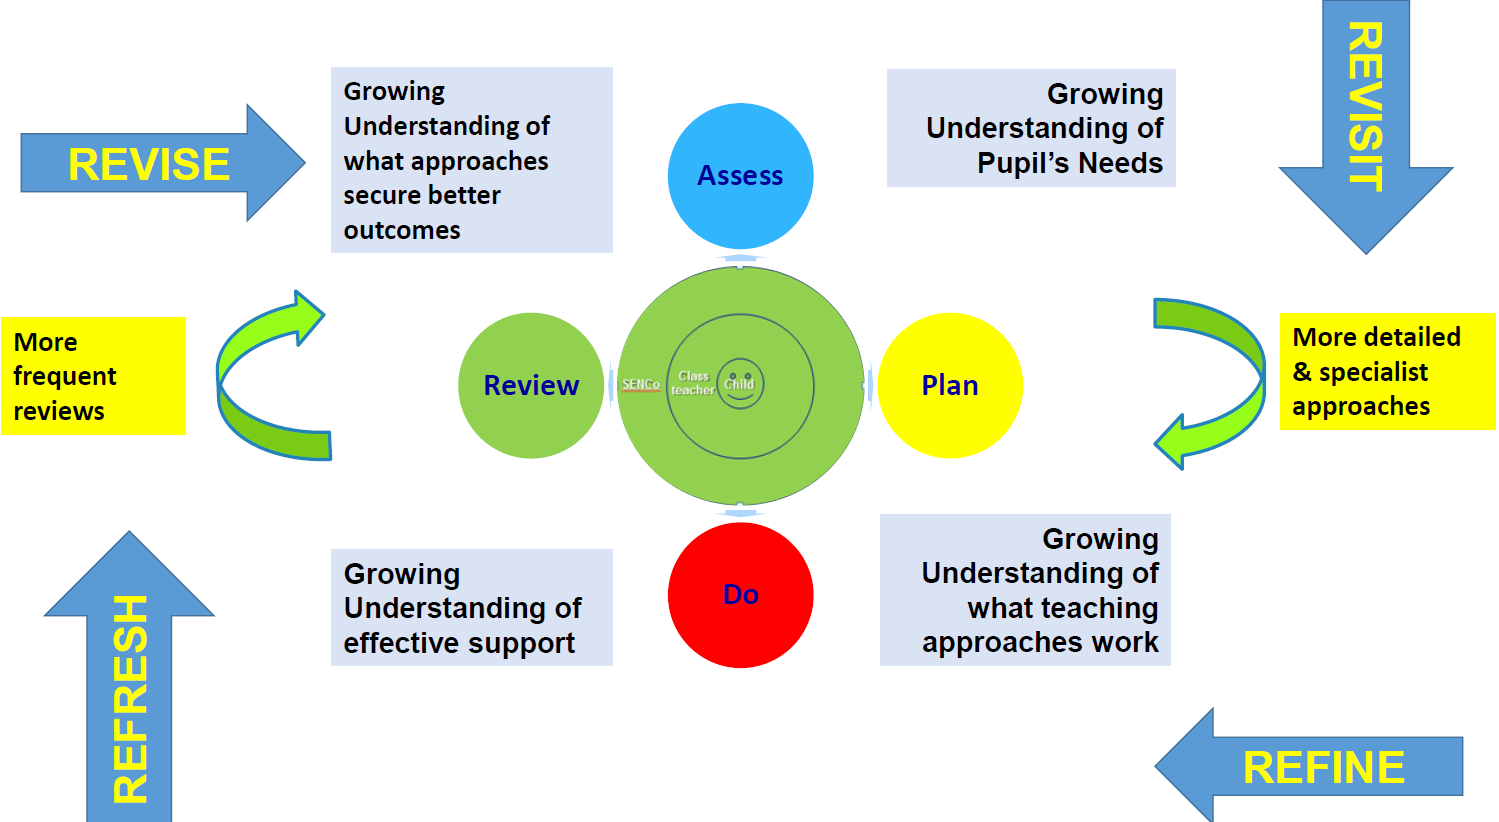 REVISE
Growing
Understanding of
what approaches
secure better
outcomes
Assess
Growing
Understanding of
Pupil’s Needs
REVISIT
More
frequent
reviews
Review
SENCo
Class
teacher
Child
Plan
More detailed
& specialist
approaches
REFRESH
Growing
Understanding of
effective support
Do
Growing
Understanding of
what teaching
approaches work
REFINE